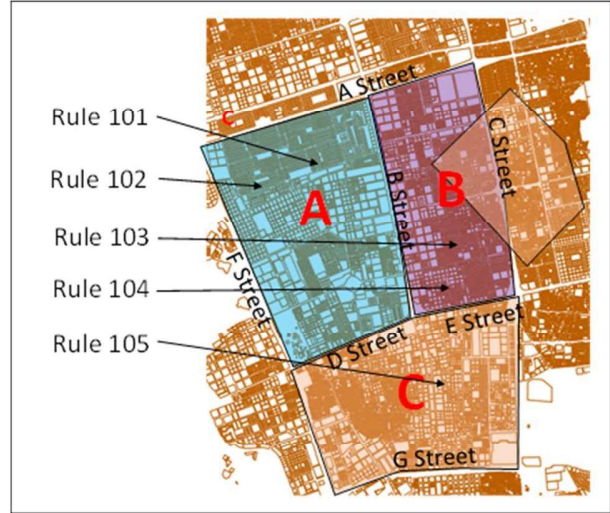 A Street
c
Rule 101
C Street
Rule 102
A
B
B Street
Rule 103
F Street
Rule 104
E Street
D Street
Rule 105
C
G Street